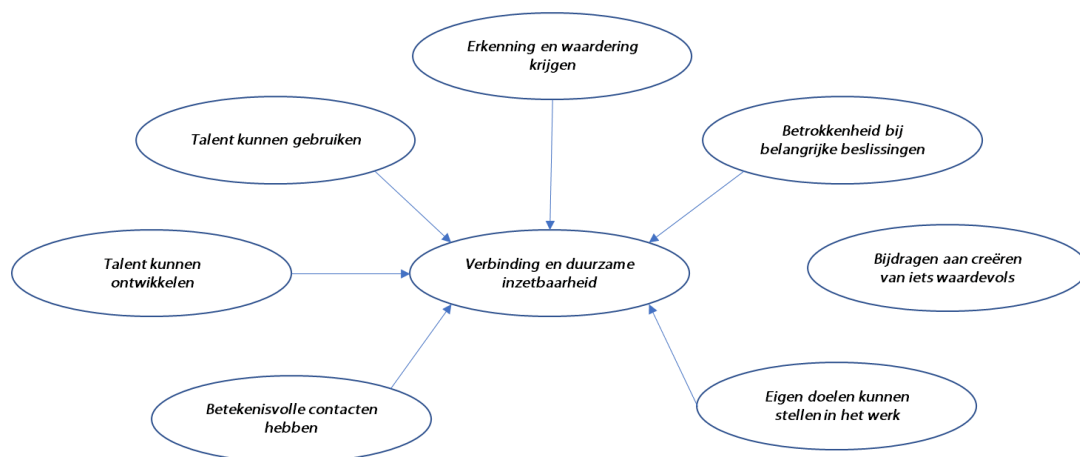 Erkenning en waardering
krijgen
Talent kunnen gebruiken
Betrokkenheid bij
belangrijke beslissingen
Talent kunnen
ontwikkelen
Verbinding en duurzame
inzetbaarheid
Bijdragen aan creëren
van iets waardevols
Betekenisvolle contacten
hebben
Eigen doelen kunnen
stellen in het werk